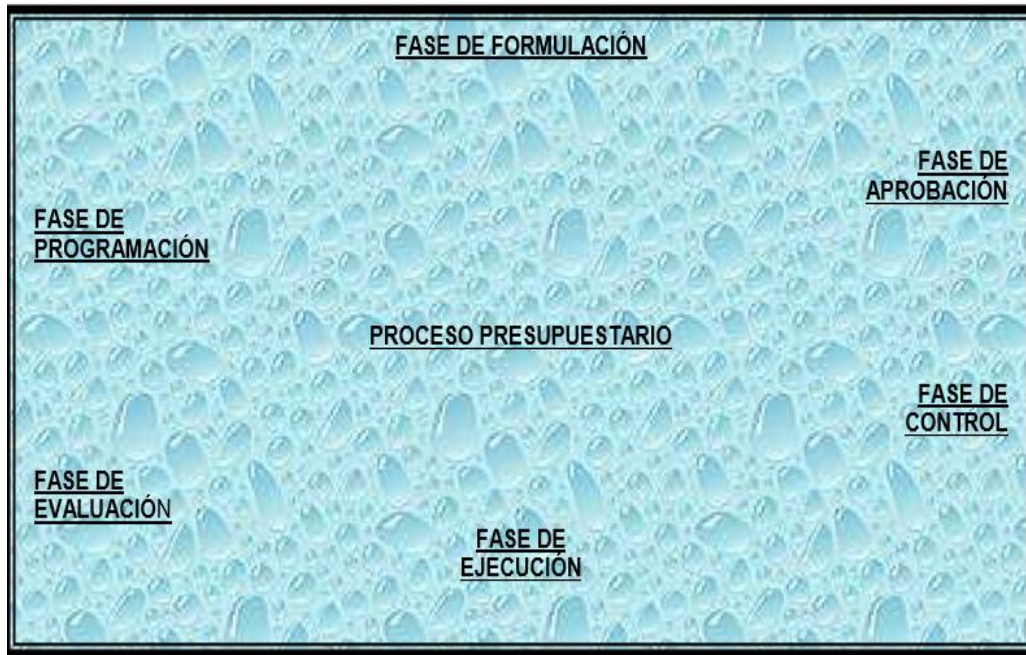 FASE DE FORMULACIÓN
FASE DE
APROBACIÓN
FASE DE
PROGRAMACIÓN
PROCESO PRESUPUESTARIO
FASE DE
CONTROL
FASE DE
EVALUACIÓN
FASE DE
EJECUCIÓN